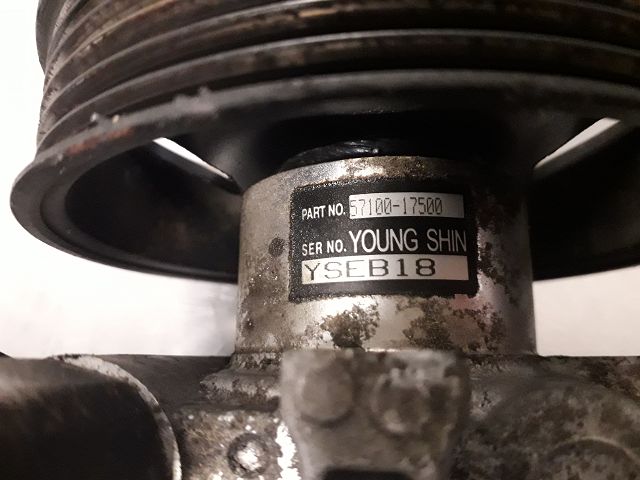 PART NO. 57100-17500
SER NO. YOUNG SHIN
YSEB18